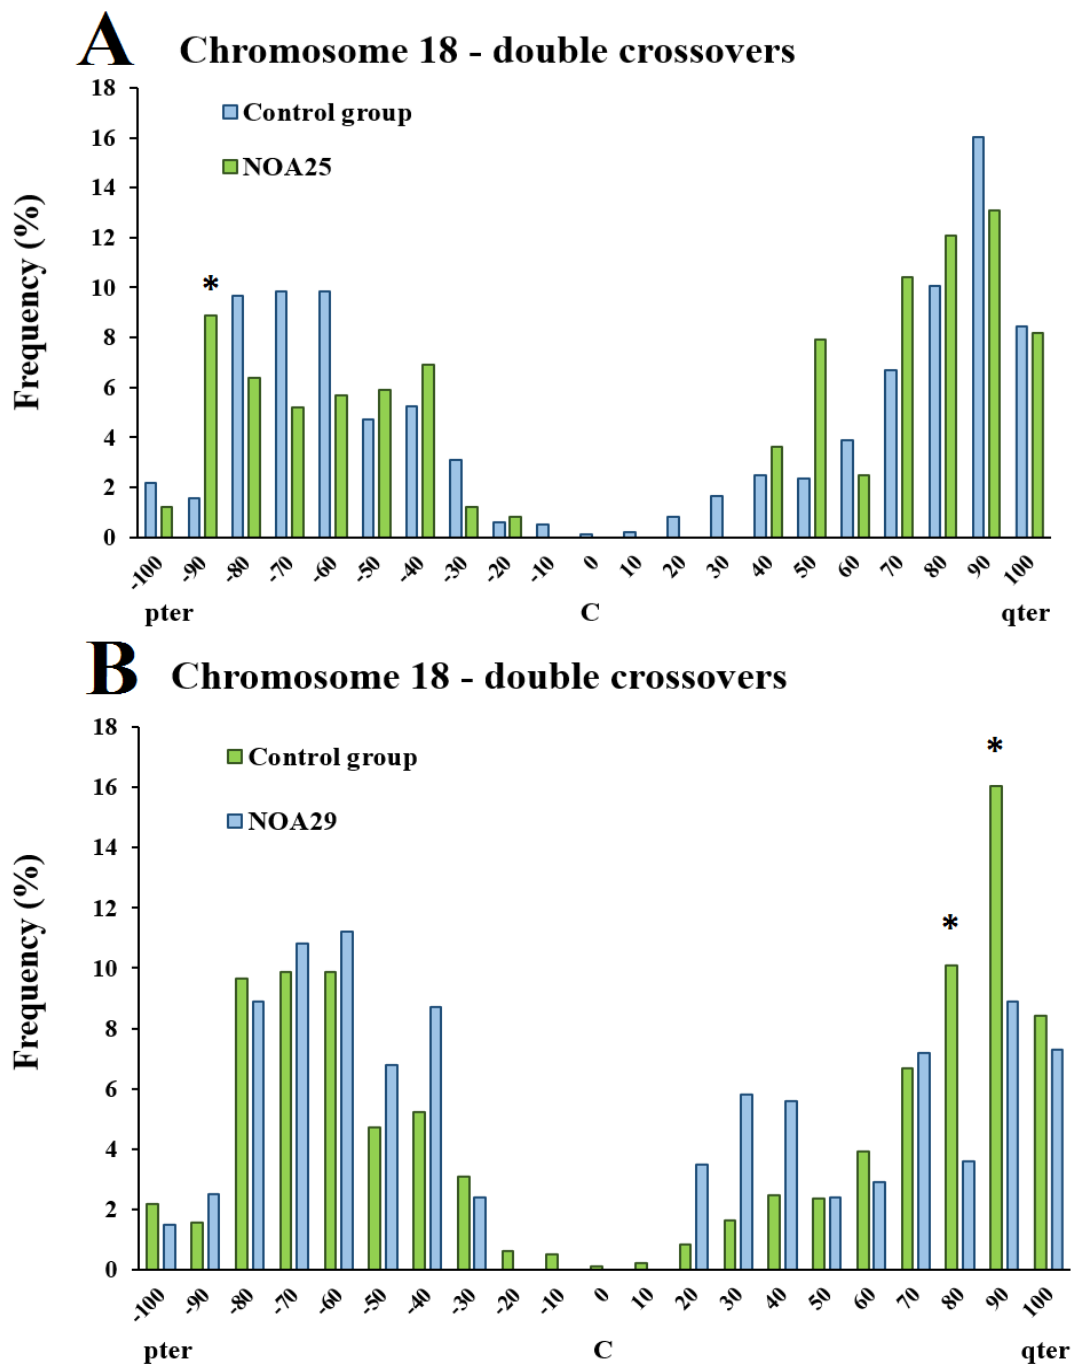 A Chromosome 18 - double crossovers
Control group
NOA25
Frequency (%)
18
16
14
12
10
8
6
4
2
0
*
-100 -90 -80 -70 -60 -50 -40 -30 -20 -10 0 10 20 30 40 50 60 70 80 90 100
pter C qter
B Chromosome 18 - double crossovers
Control group
NOA29
Frequency (%)
18
16
14
12
10
8
6
4
2
0
*
*
-100 -90 -80 -70 -60 -50 -40 -30 -20 -10 0 10 20 30 40 50 60 70 80 90 100
pter C qter